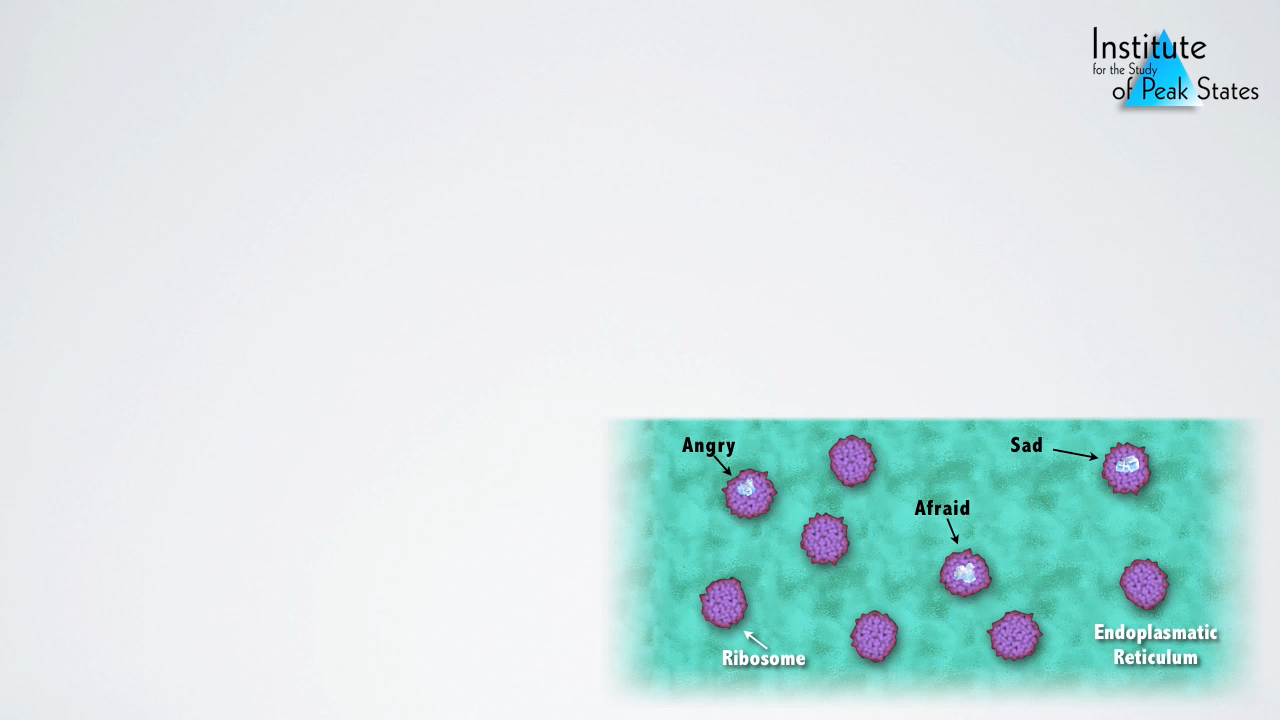 Institute
for the Study
of Peak States
Angry
Sad
Afraid
Ribosome
Endoplasmatic
Reticulum